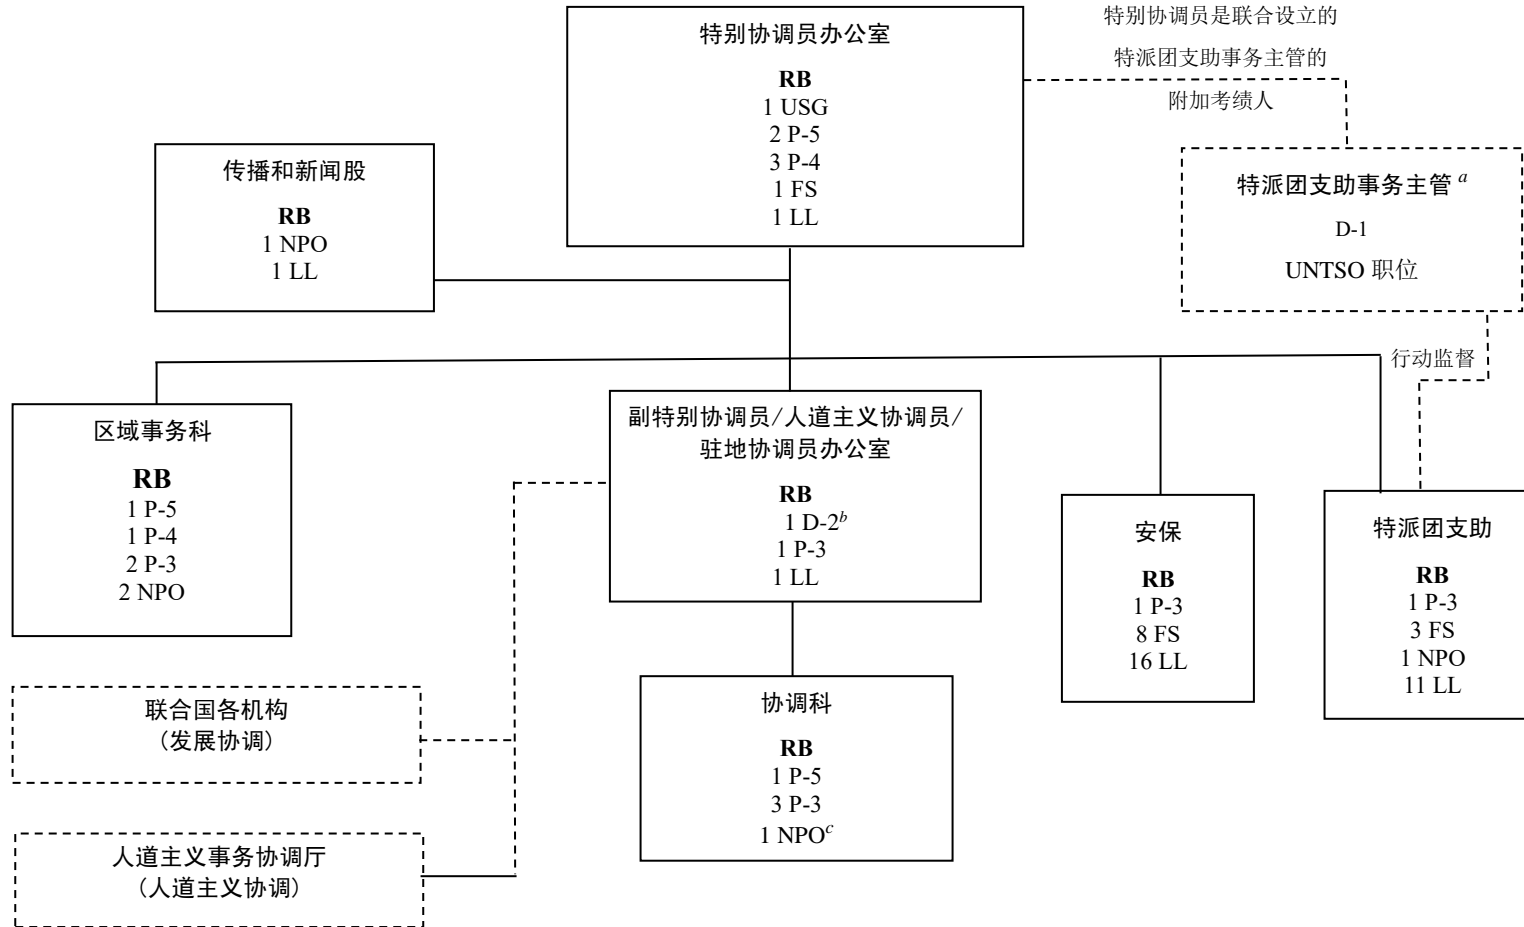 特别协调员办公室
RB
1 USG
2 P-5
3 P-4
1 FS
1 LL
特别协调员是联合设立的
特派团支助事务主管的
附加考绩人
传播和新闻股
RB
1 NPO
1 LL
特派团支助事务主管 a
D-1
UNTSO 职位
行动监督
区域事务科
RB
1 P-5
1 P-4
2 P-3
2 NPO
副特别协调员/人道主义协调员/
驻地协调员办公室
RB
1 D-2b
1 P-3
1 LL
安保
RB
1 P-3
8 FS
16 LL
特派团支助
RB
1 P-3
3 FS
1 NPO
11 LL
联合国各机构
(发展协调)
协调科
RB
1 P-5
3 P-3
1 NPOc
人道主义事务协调厅
(人道主义协调)